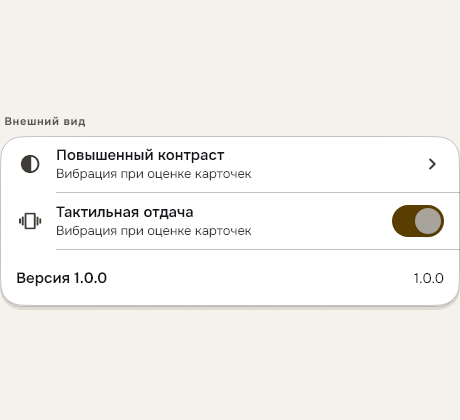 Внешний вид
Повышенный контраст
Вибрация при оценке карточек
Тактильная отдача
Вибрация при оценке карточек
Версия 1.0.0 1.0.0